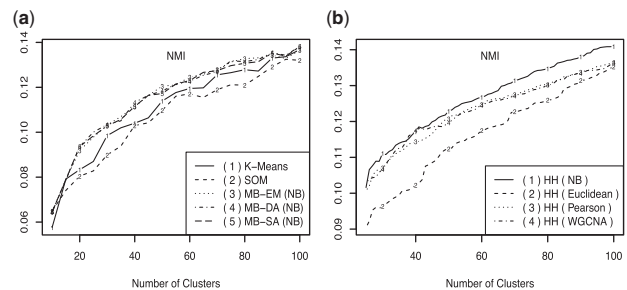 (a)
NMI
0.14
0.12
0.10
0.08
0.06
20
40
60
80
100
Number of Clusters
( 1 ) K−Means
( 2 ) SOM
( 3 ) MB−EM (NB)
( 4 ) MB−DA (NB)
( 5 ) MB−SA (NB)
(b)
NMI
0.14
0.13
0.12
0.11
0.10
0.09
40
60
80
100
Number of Clusters
( 1 ) HH ( NB )
( 2 ) HH ( Euclidean )
( 3 ) HH ( Pearson )
( 4 ) HH ( WGCNA )